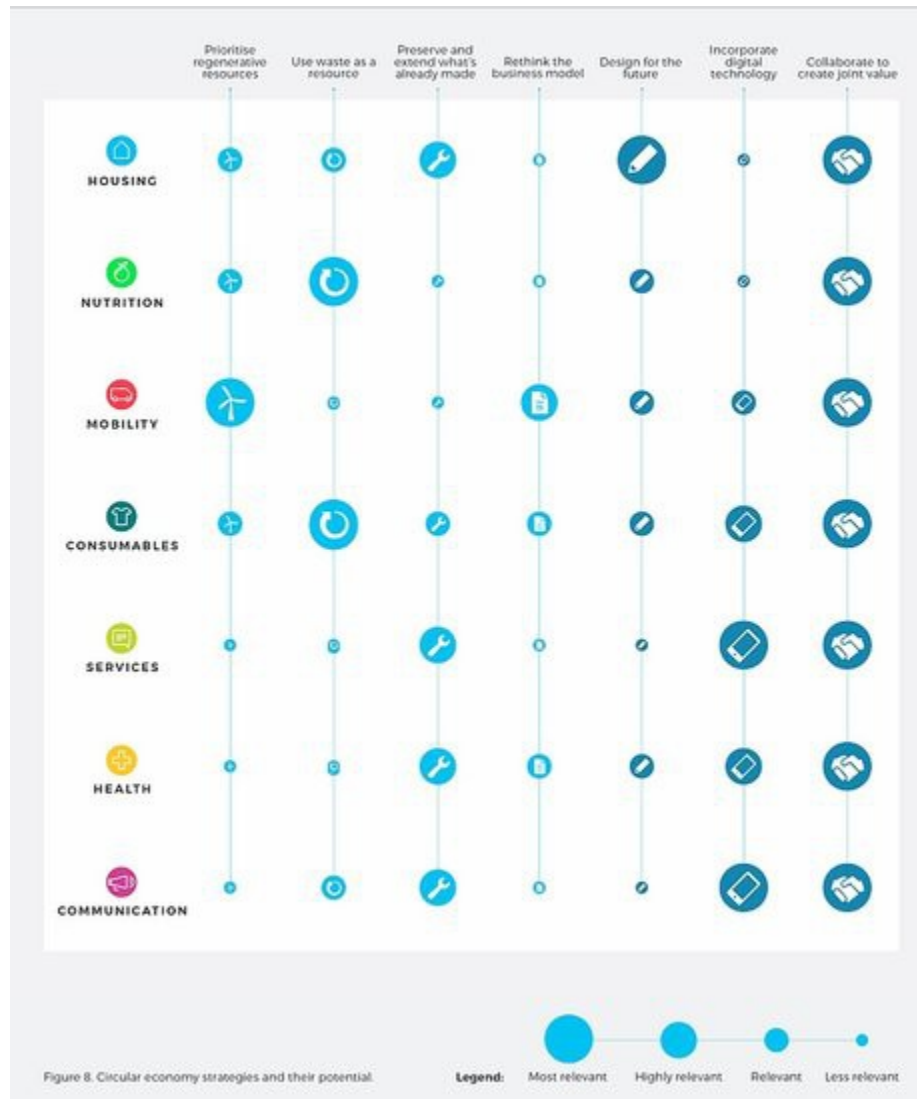 Prioritise
regenerative
resources
Use waste as a
resource
Preserve and
extend what's
already made
Rethink the
business model
Design for the
future
Incorporate
digital
technology
Collaborate to
create joint value
HOUSING
NUTRITION
MOBILITY
CONSUMABLES
SERVICES
HEALTH
COMMUNICATION
Figure 8. Circular economy strategies and their potential.
Legend:
Most relevant
Highly relevant
Relevant
Less relevant